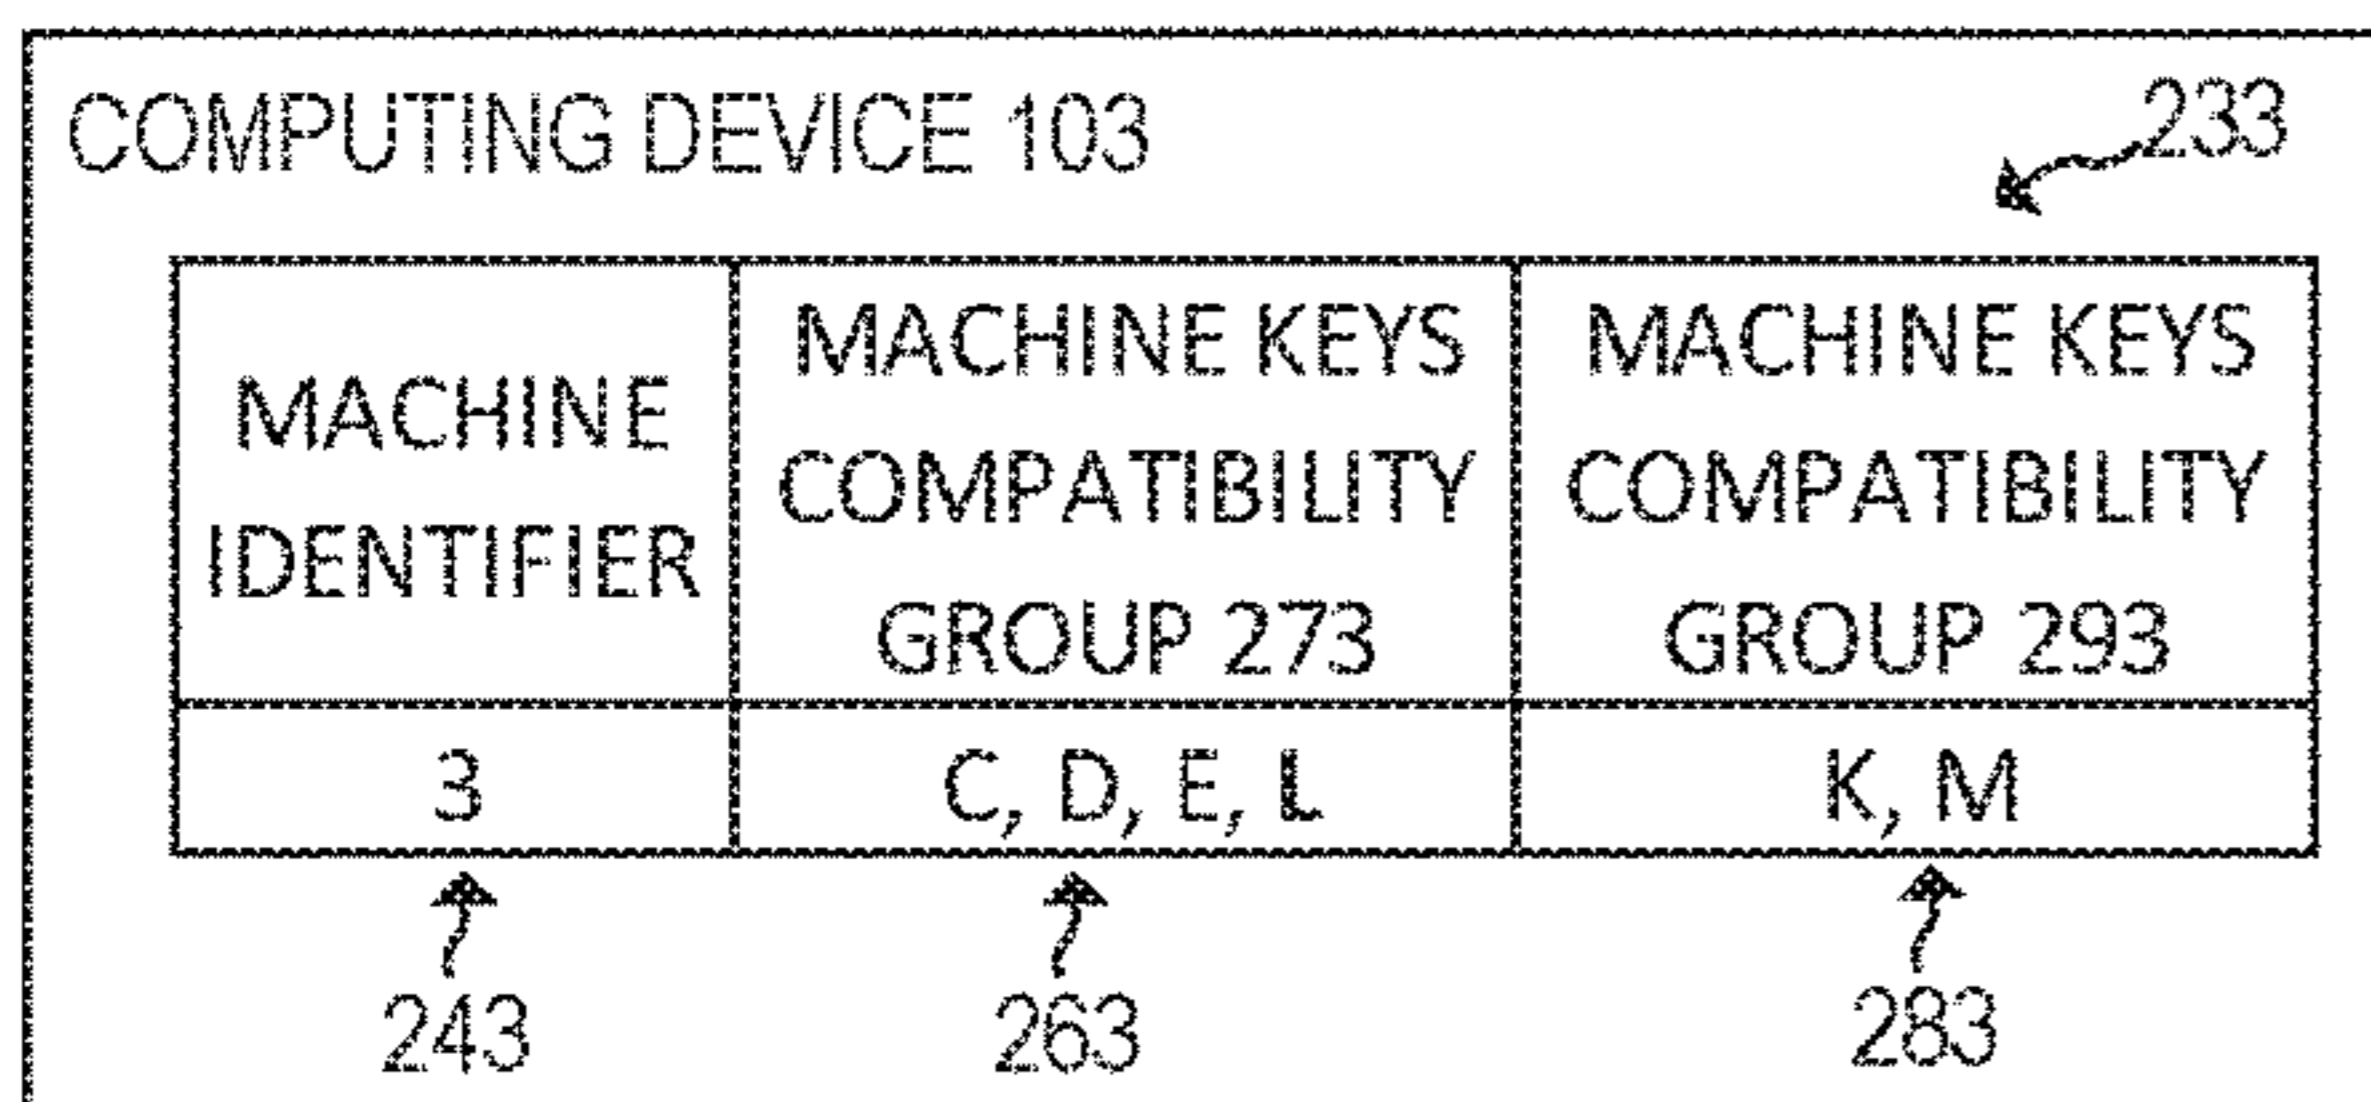 COMPUTING DEVICE 103
233
MACHINE
IDENTIFIER
MACHINE KEYS
COMPATIBILITY
GROUP 273
MACHINE KEYS
COMPATIBILITY
GROUP 293
3
C, D, E, L
K, M
243
263
283